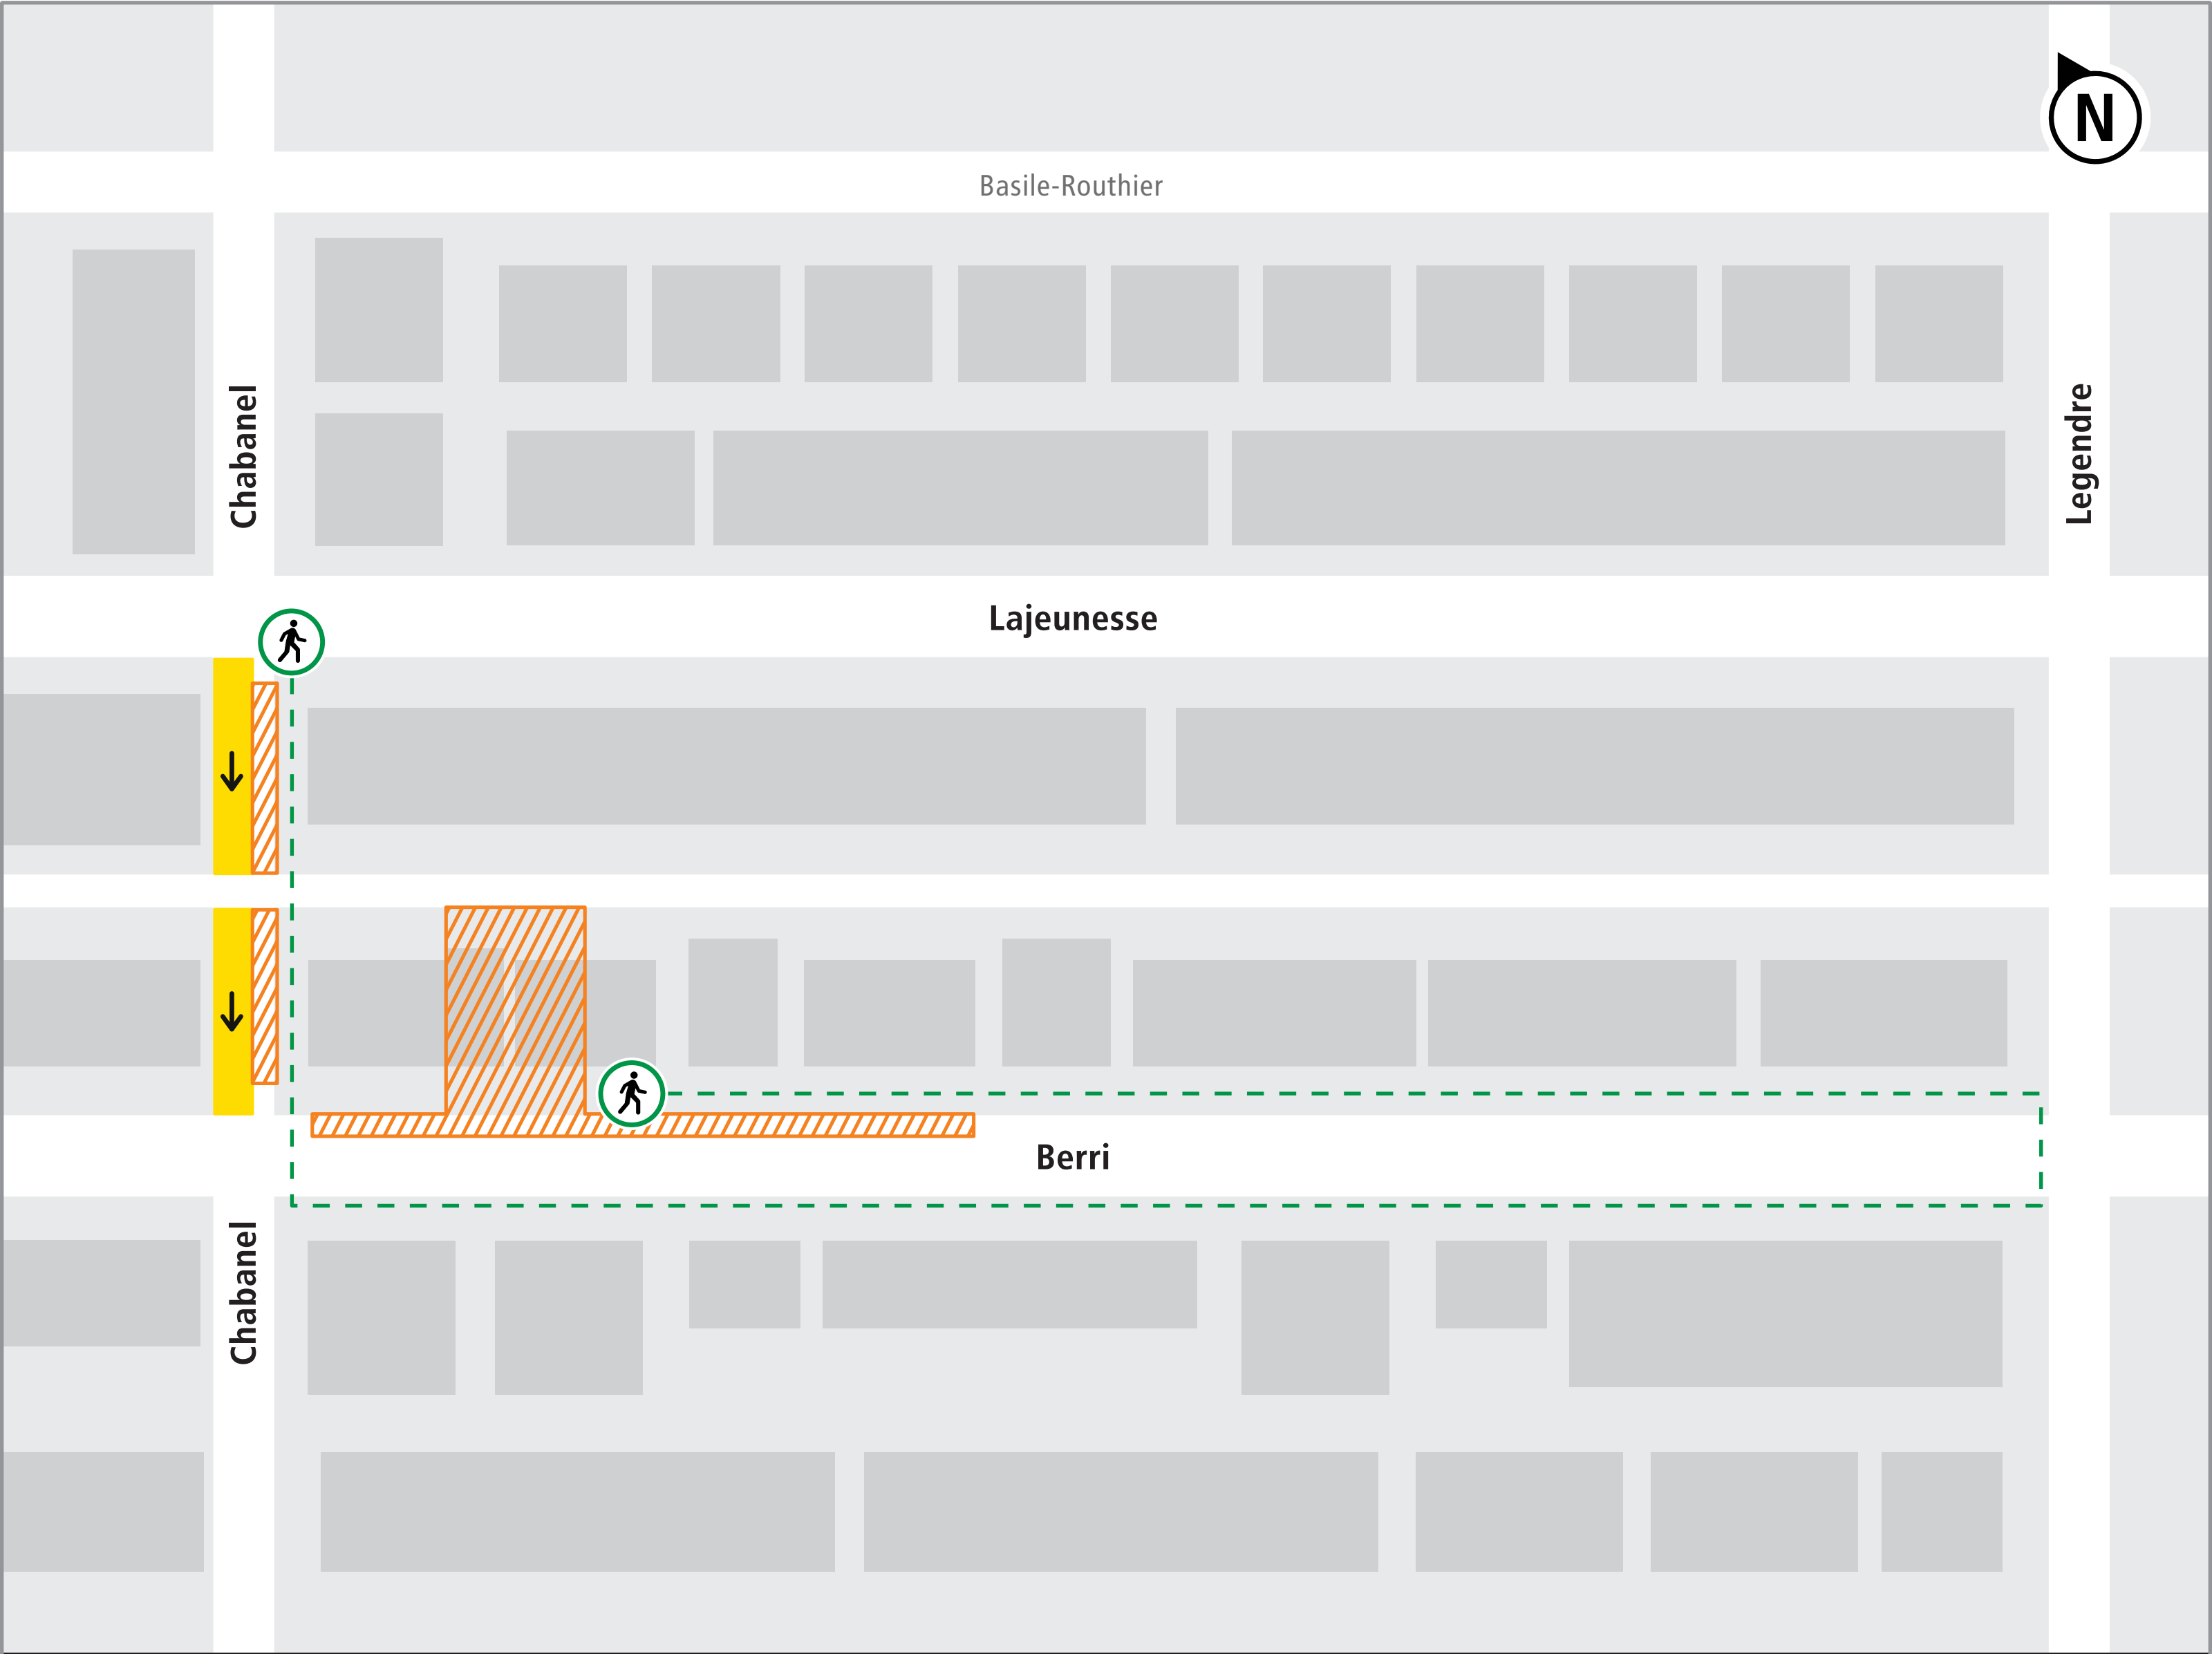 N
Basile-Routhier
Chabanel
Legendre
Lajeunesse
Berri
Chabanel